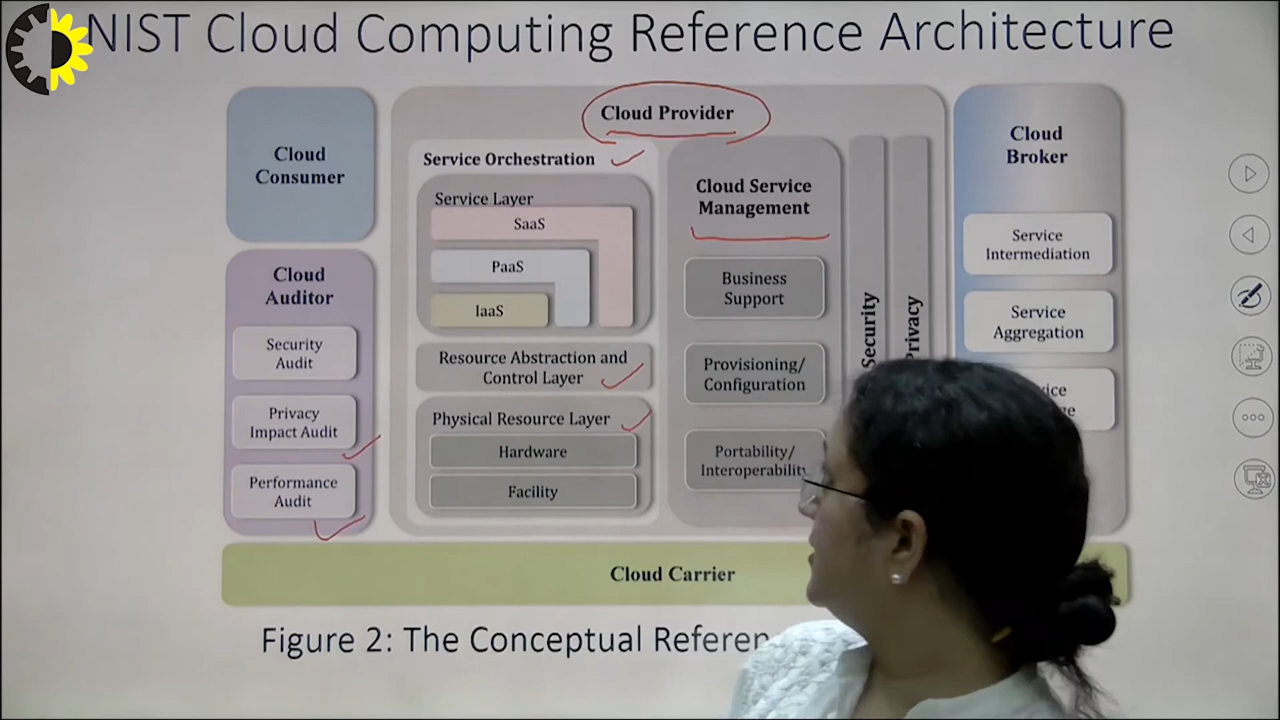 NIST Cloud Computing Reference Architecture
Cloud
Consumer
Cloud
Auditor
Security
Audit
Privacy
Impact Audit
Performance
Audit
Cloud Provider
Service Orchestration
Service Layer
SaaS
PaaS
IaaS
Resource Abstraction and
Control Layer
Physical Resource Layer
Hardware
Facility
Cloud Service
Management
Business
Support
Provisioning/
Configuration
Portability/
Interoperability
Security
Privacy
Cloud
Broker
Service
Intermediation
Service
Aggregation
Cloud Carrier
Figure 2: The Conceptual